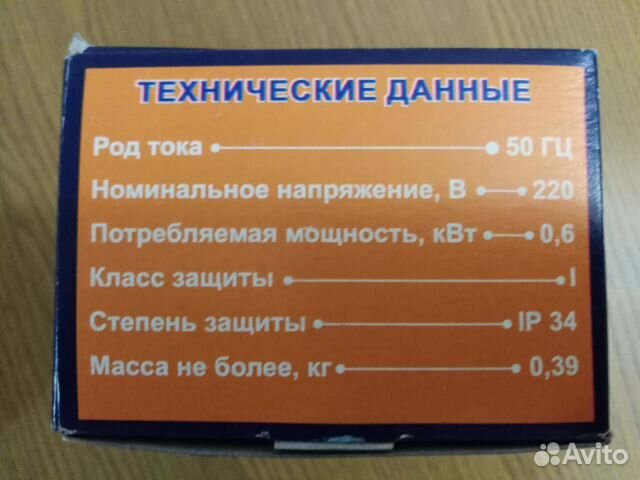 ТЕХНИЧЕСКИЕ ДАННЫЕ
Род тока 50 ГЦ
Номинальное напряжение, В 220
Потребляемая мощность, кВт 0,6
Класс защиты I
Степень защиты IP 34
Масса не более, кг 0,39
Avito